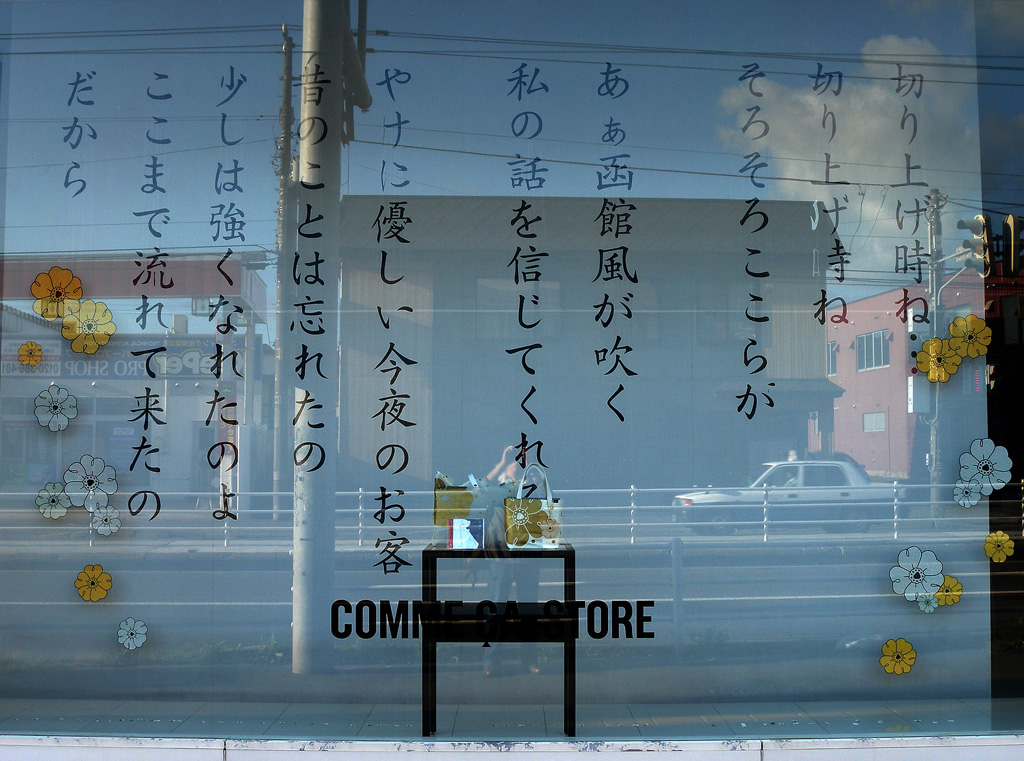 切り上げ時ね…
切り上げ時ね
そろそろここらが
あぁ函館風が吹く
私の話を信じてくれる
やけに優しい今夜のお客
昔のことは忘れたの
少しは強くなれたのよ
ここまで流れて来たの
だから
COMME CA STORE
PRO SHOP